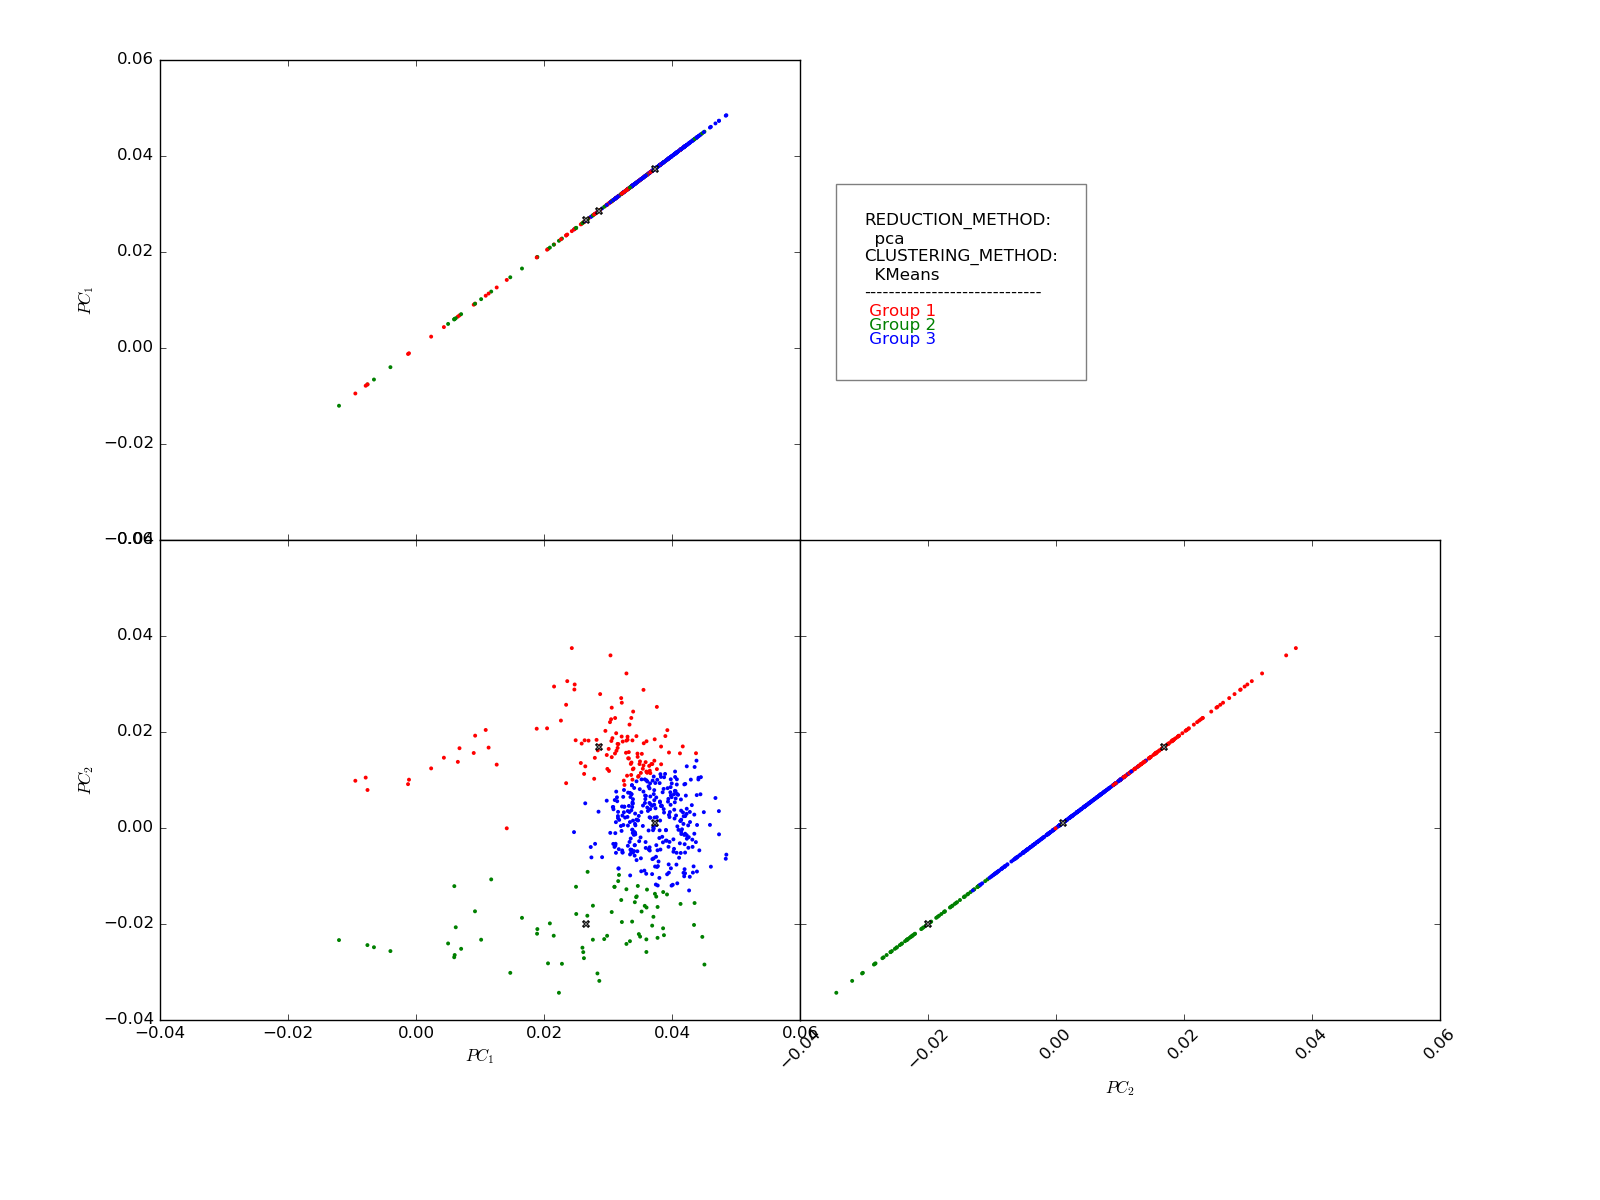 0.06
0.04
0.02
0.00
−0.02
PC1
REDUCTION_METHOD:
pca
CLUSTERING_METHOD:
KMeans
------------------------------
Group 1
Group 2
Group 3
0.04
0.02
0.00
−0.02
−0.04
PC2
−0.04 −0.02 0.00 0.02 0.04 0.06
PC1
−0.04 −0.02 0.00 0.02 0.04 0.06
PC2